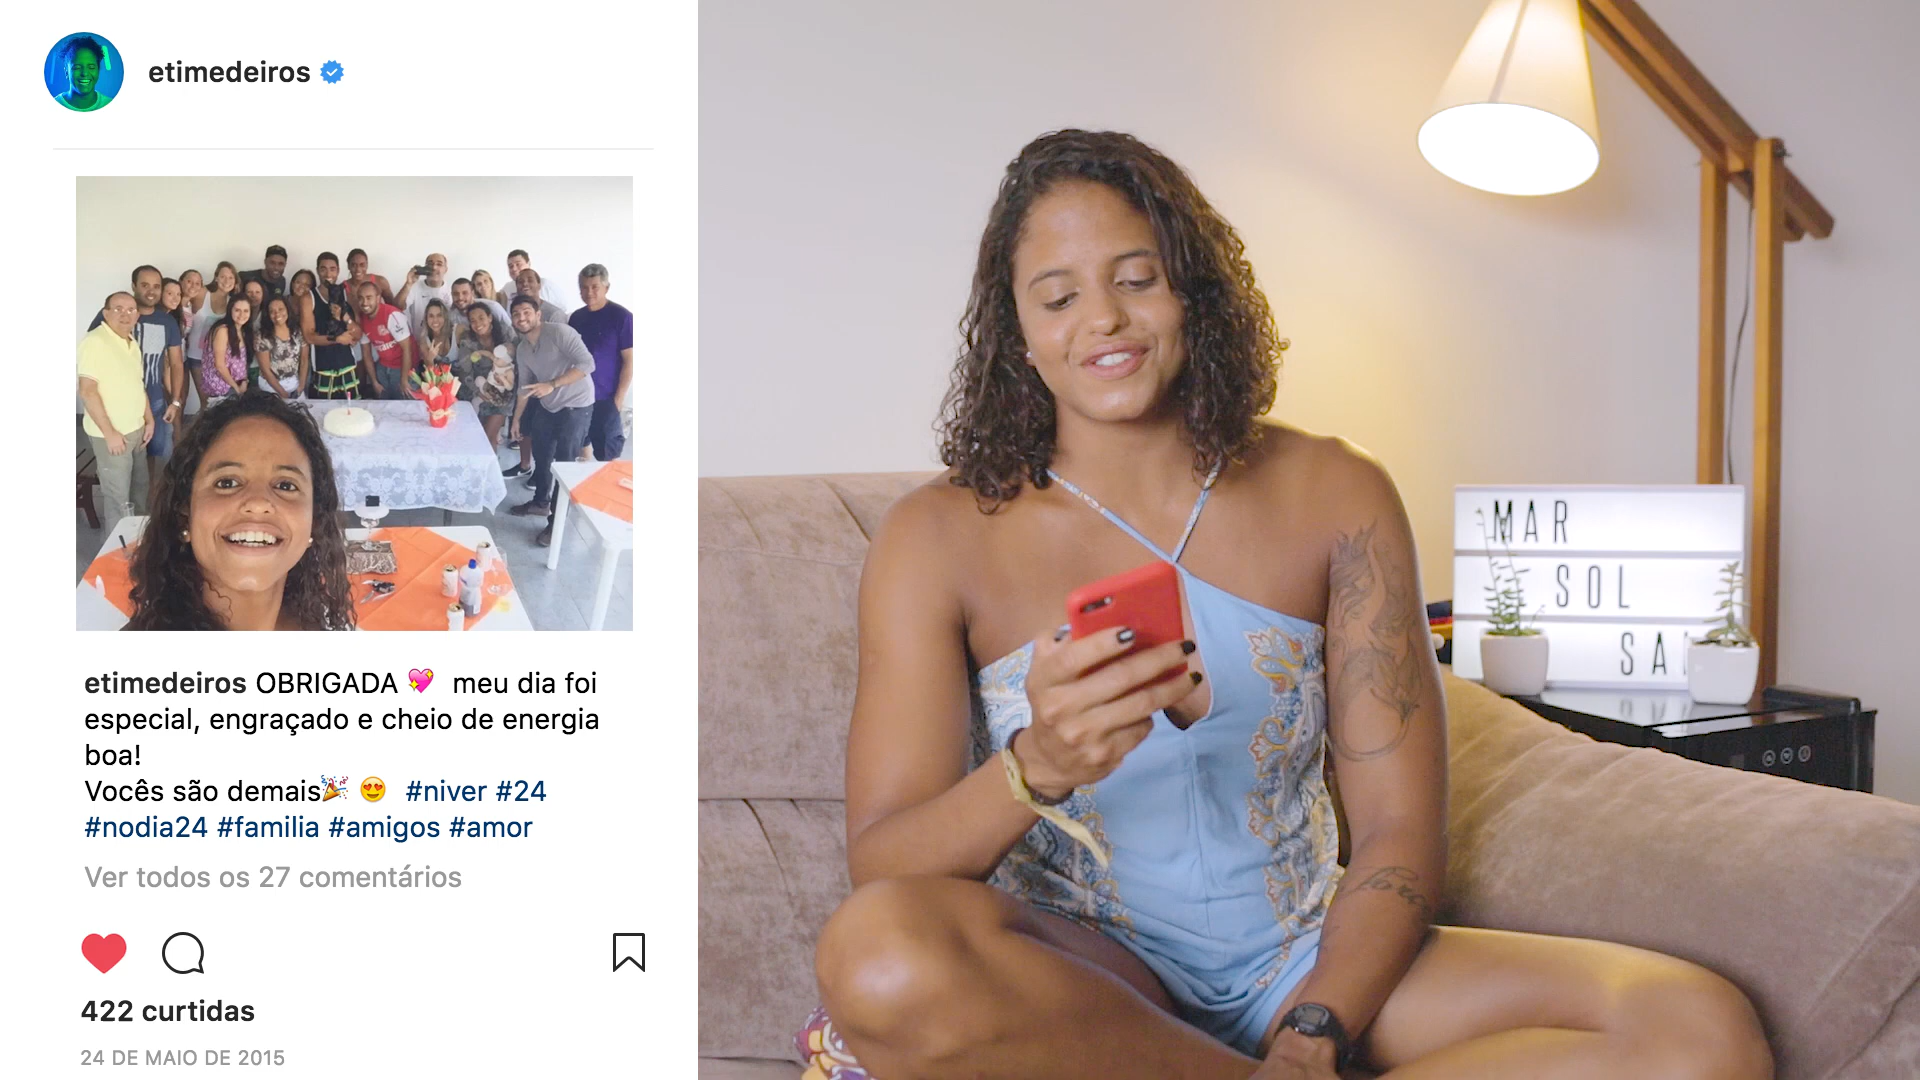 etimedeiros
etimedeiros OBRIGADA 💖 meu dia foi
especial, engraçado e cheio de energia
boa!
Vocês são demais🎉 😍 #niver #24
#nodia24 #familia #amigos #amor
Ver todos os 27 comentários
422 curtidas
24 DE MAIO DE 2015
MAR
SOL